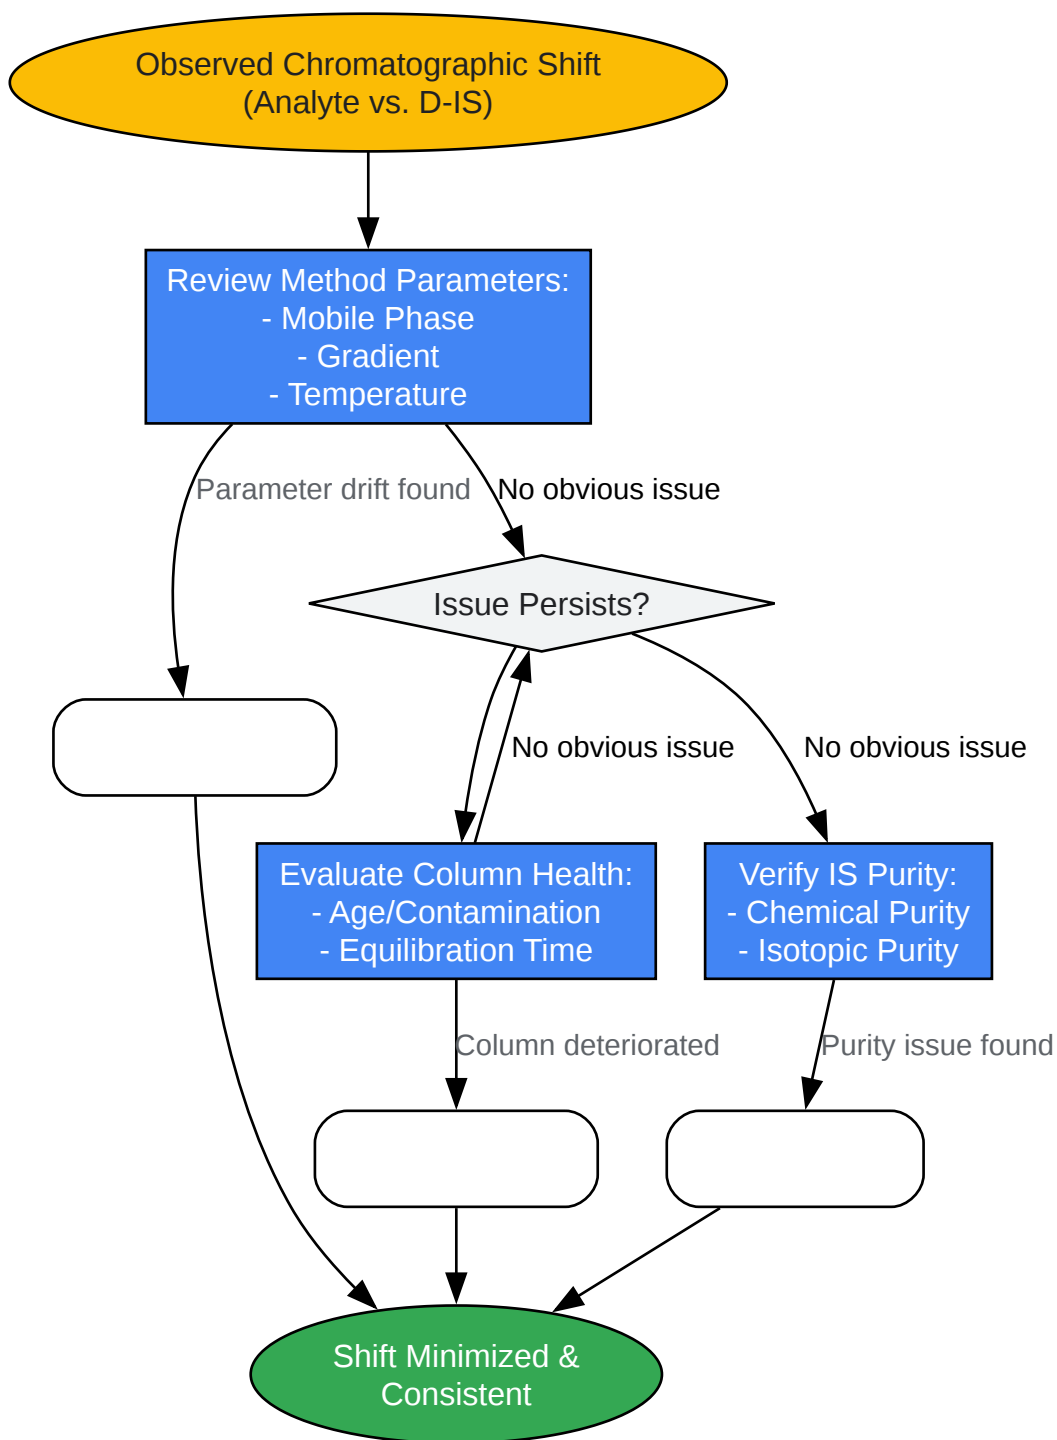 Observed Chromatographic Shift
(Analyte vs. D-IS)
Review Method Parameters:
- Mobile Phase
- Gradient
- Temperature
Parameter drift found
No obvious issue
Issue Persists?
No obvious issue
No obvious issue
Evaluate Column Health:
- Age/Contamination
- Equilibration Time
Verify IS Purity:
- Chemical Purity
- Isotopic Purity
Column deteriorated
Purity issue found
Shift Minimized &
Consistent